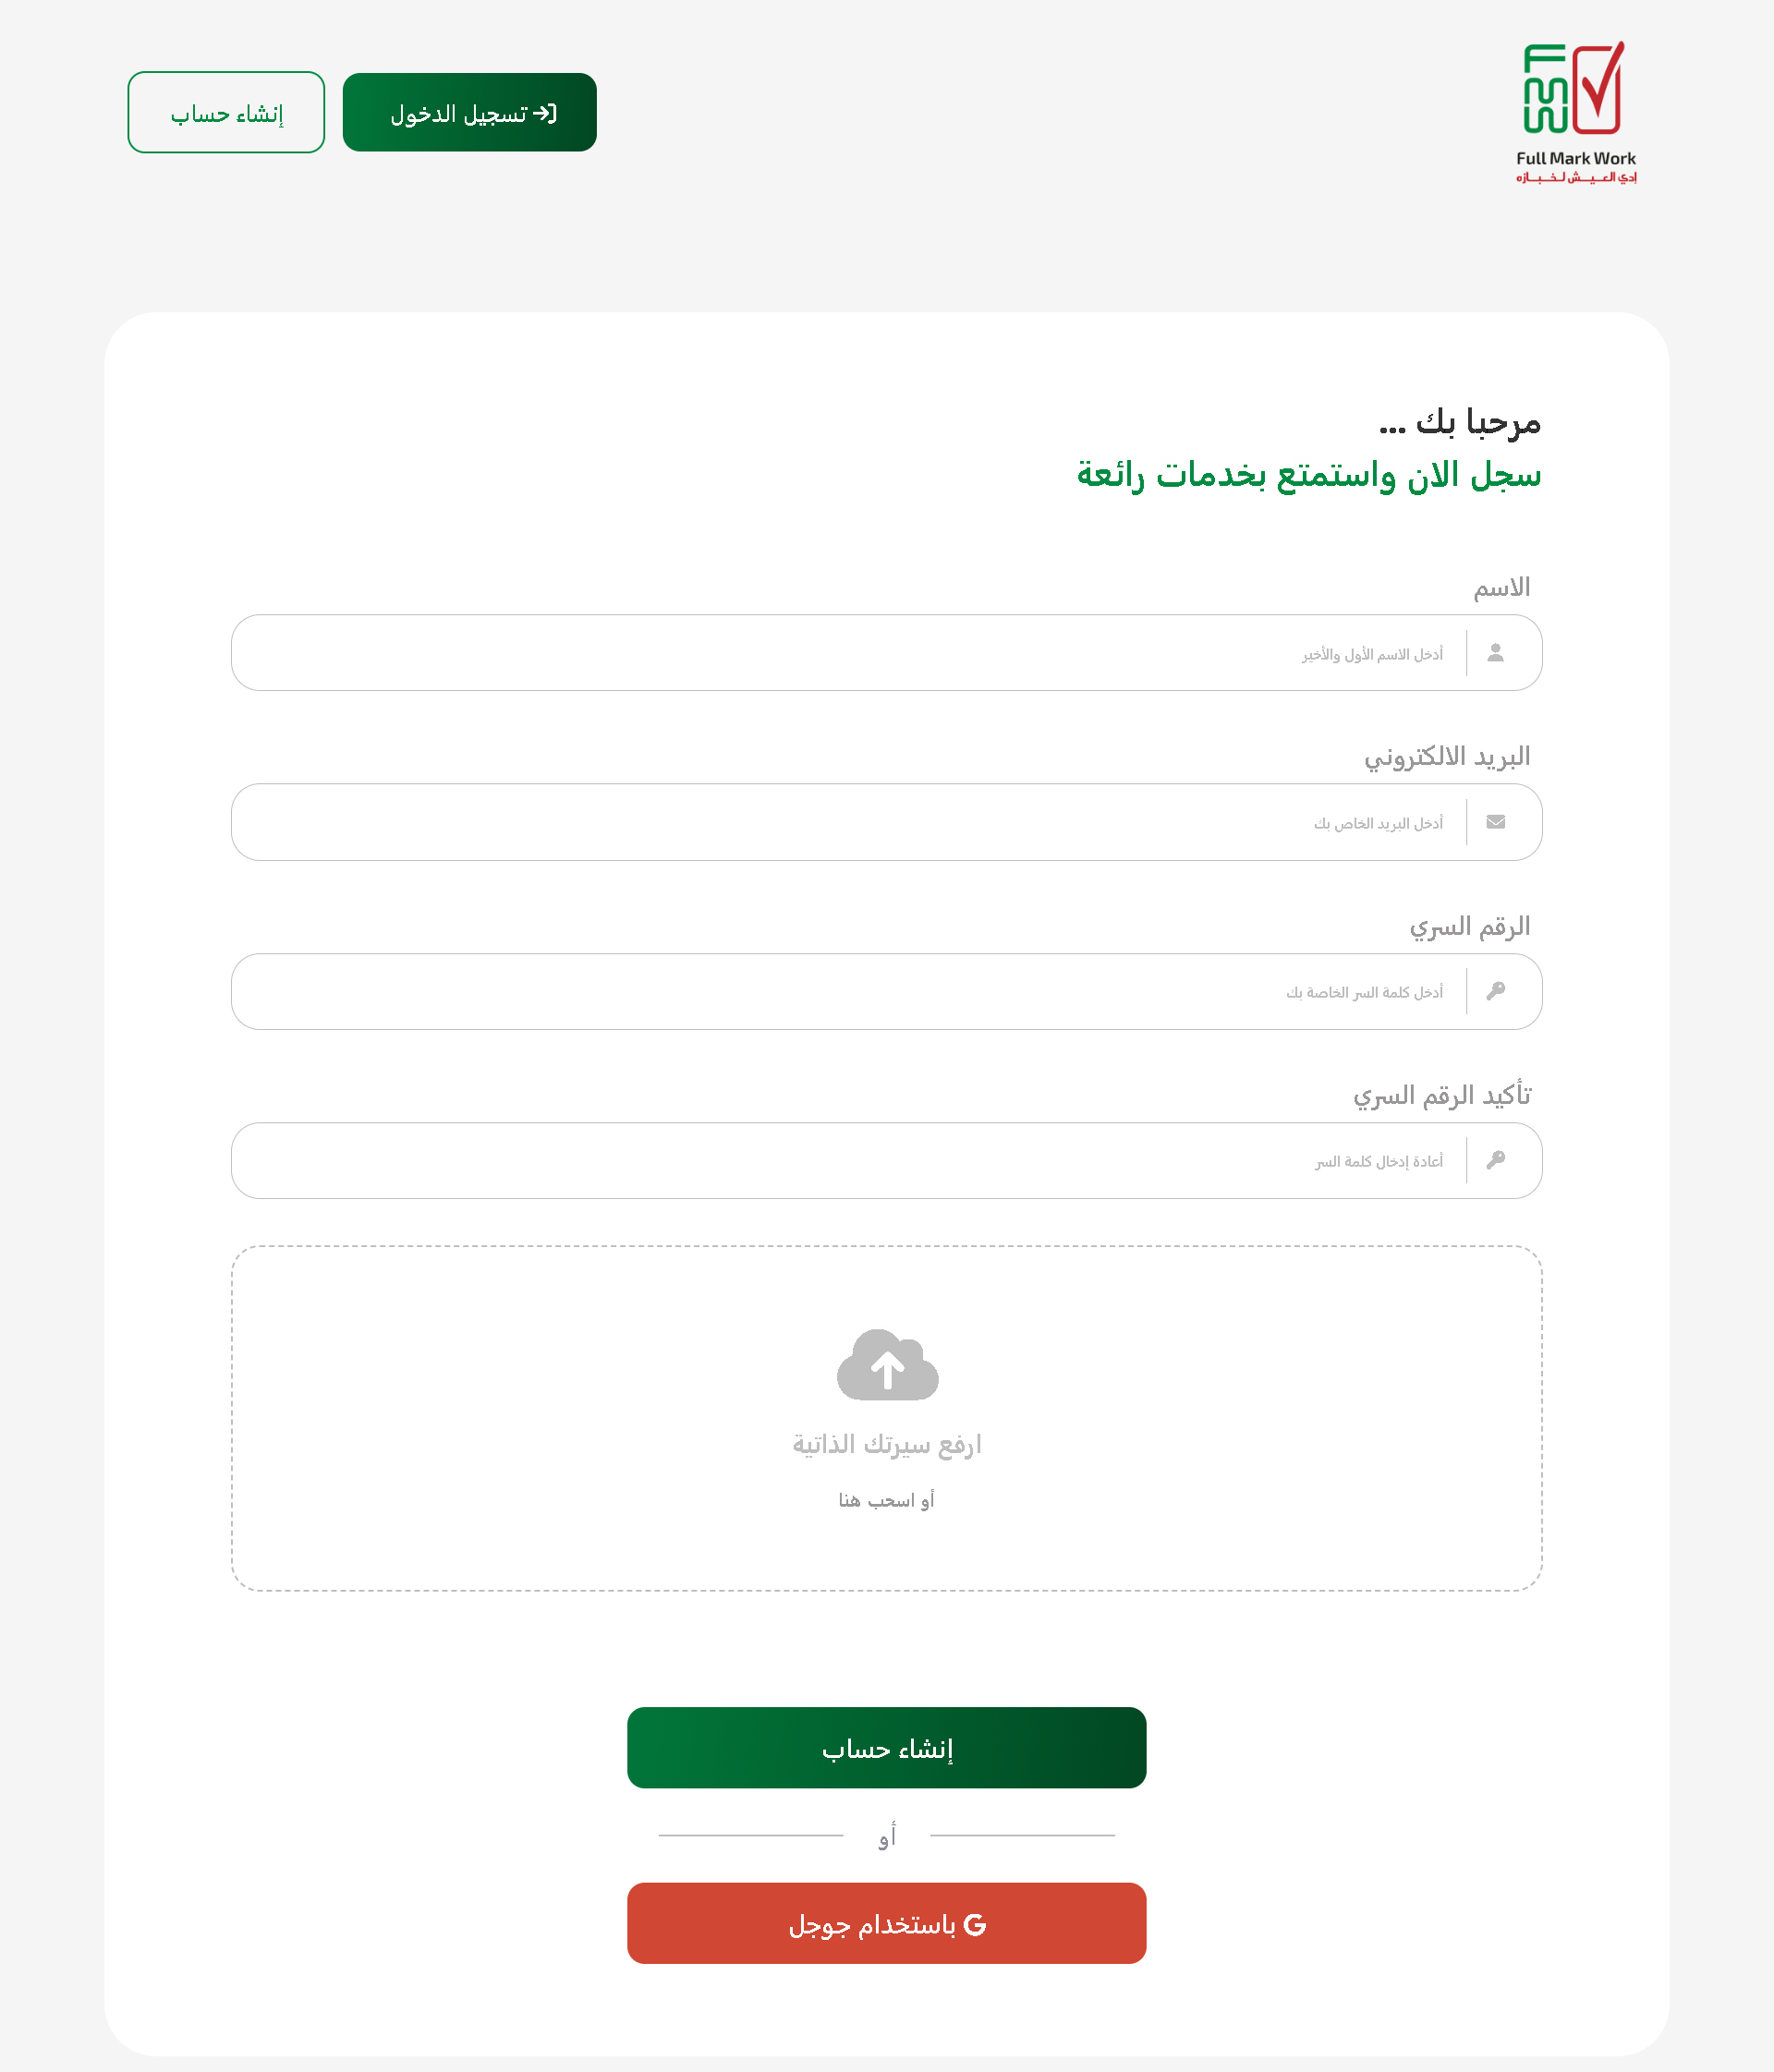 Full Mark Work
إدي العيش لخبازه
تسجيل الدخول
إنشاء حساب
مرحبا بك ...
سجل الان واستمتع بخدمات رائعة
الاسم
أدخل الاسم الأول والأخير
البريد الالكتروني
أدخل البريد الخاص بك
الرقم السري
أدخل كلمة السر الخاصة بك
تأكيد الرقم السري
أعادة إدخال كلمة السر
ارفع سيرتك الذاتية
أو اسحب هنا
إنشاء حساب
أو
باستخدام جوجل